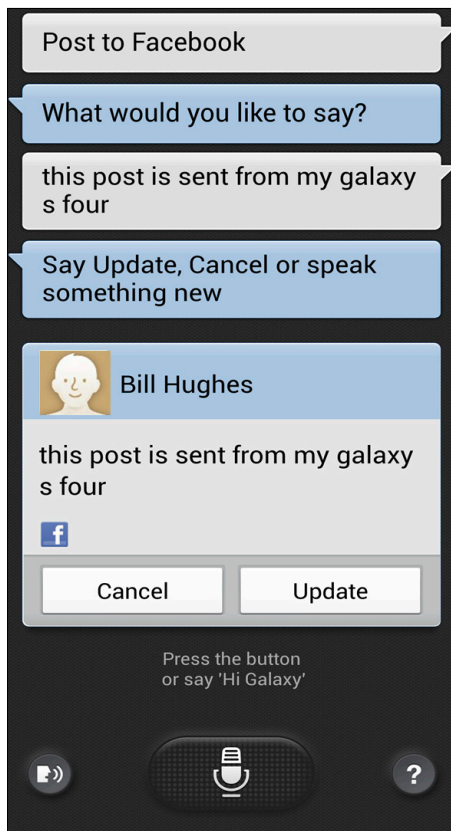 Post to Facebook
What would you like to say?
this post is sent from my galaxy
s four
Say Update, Cancel or speak
something new
Bill Hughes
this post is sent from my galaxy
s four
f
Cancel
Update
Press the button
or say 'Hi Galaxy'
?